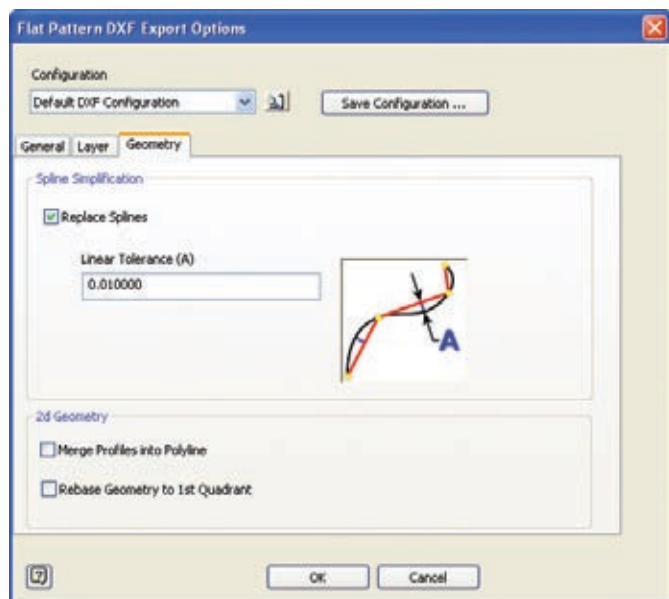 Flat Pattern DXF Export Options
Configuration
Default DXF Configuration
Save Configuration ...
General Layer Geometry
Spline Simplification
Replace Splines
Linear Tolerance (A)
0.010000
A
2d Geometry
Merge Profiles into Polyline
Rebase Geometry to 1st Quadrant
?
OK Cancel